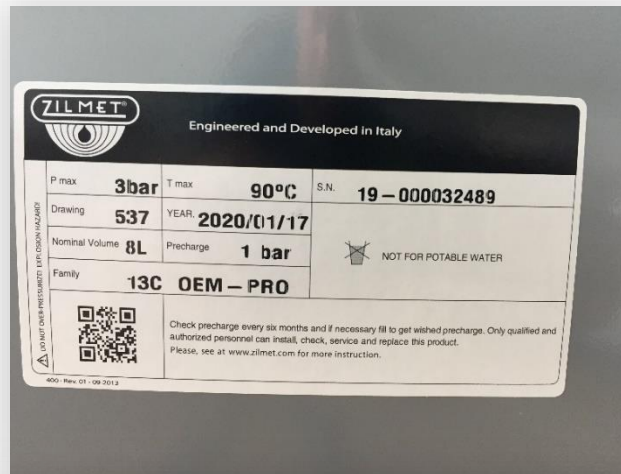 ZILMET®
Engineered and Developed in Italy
P max 3bar T max 90°C S.N. 19-000032489
Drawing 537 YEAR. 2020/01/17
Nominal Volume 8L Precharge 1 bar
NOT FOR POTABLE WATER
Family 13C OEM-PRO
Check precharge every six months and if necessary fill to get wished precharge. Only qualified and
authorized personnel can install, check, service and replace this product.
Please, see at www.zilmet.com for more instruction.
DO NOT OVER-PRESSURIZE! EXPLOSION HAZARD!
400 - Rev. 01 - 09-2013